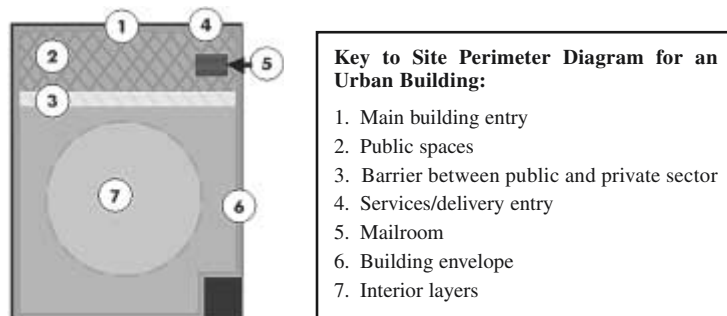 1
4
2
5
3
7
6
Key to Site Perimeter Diagram for an
Urban Building:
1. Main building entry
2. Public spaces
3. Barrier between public and private sector
4. Services/delivery entry
5. Mailroom
6. Building envelope
7. Interior layers